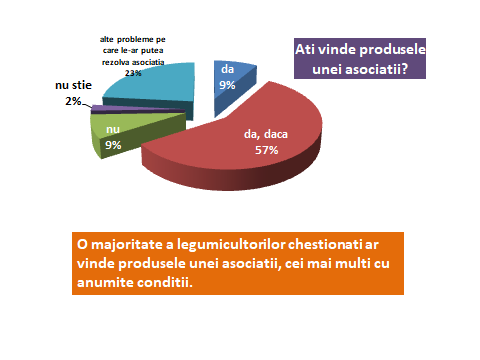 alte probleme pe
care le-ar putea
rezolva asociatia
23%
da
9%
Ati vinde produsele
unei asociatii?
nu stie
2%
nu
9%
da, daca
57%
O majoritate a legumicultorilor chestionati ar
vinde produsele unei asociatii, cei mai multi cu
anumite conditii.